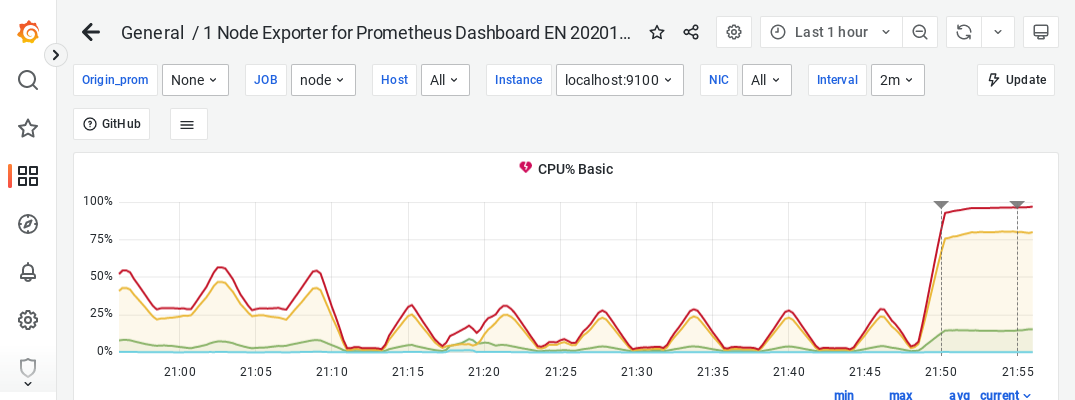 General / 1 Node Exporter for Prometheus Dashboard EN 20201... Last 1 hour
Origin_prom None JOB node Host All Instance localhost:9100 NIC All Interval 2m Update
GitHub
CPU% Basic
100%
75%
50%
25%
0%
21:00 21:05 21:10 21:15 21:20 21:25 21:30 21:35 21:40 21:45 21:50 21:55
min max avg current